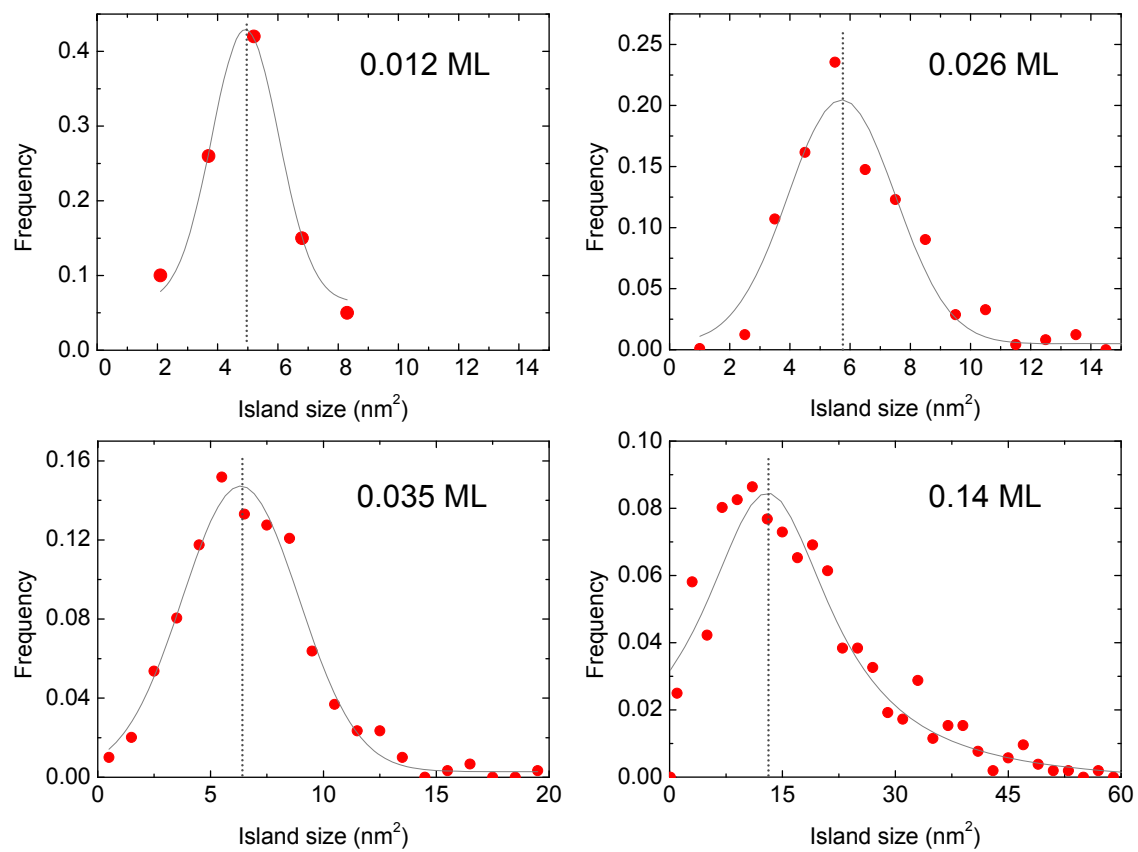 0.012 ML
Frequency
0.4
0.3
0.2
0.1
0.0
0 2 4 6 8 10 12 14
Island size (nm²)
0.026 ML
Frequency
0.25
0.20
0.15
0.10
0.05
0.00
0 2 4 6 8 10 12 14
Island size (nm²)
0.035 ML
Frequency
0.16
0.12
0.08
0.04
0.00
0 5 10 15 20
Island size (nm²)
0.14 ML
Frequency
0.10
0.08
0.06
0.04
0.02
0.00
0 15 30 45 60
Island size (nm²)